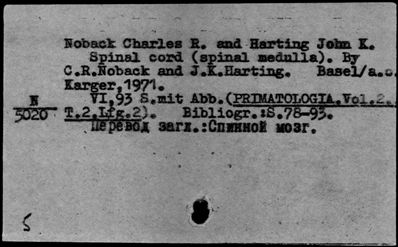 Noback Charles R. and Harting John K.
Spinal cord (spinal medulla). By
C.R.Noback and J.K.Harting. Basel/a.o.
Karger,1971.
N VI,93 S.mit Abb.(PRIMATOLOGIA.Vol.2.
5020 T.2.Lfg.2). Bibliogr.:S.78-93.
Перевод загл.:Спинной мозг.
5